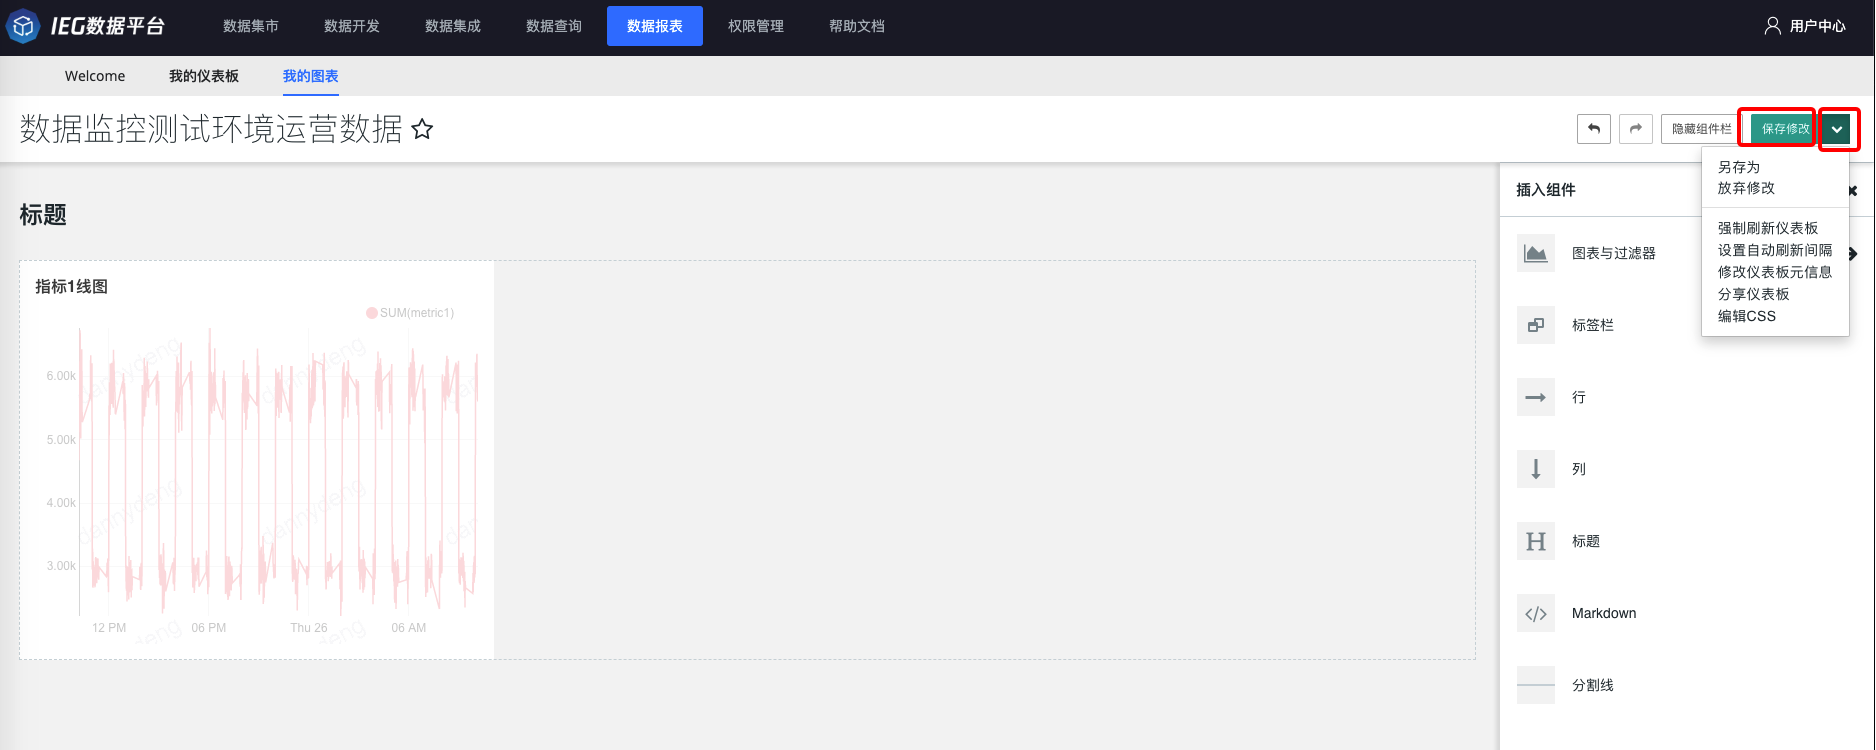 IEG数据平台
数据集市
数据开发
数据集成
数据查询
数据报表
权限管理
帮助文档
用户中心
Welcome
我的仪表板
我的图表
数据监控测试环境运营数据
隐藏组件栏
保存修改
另存为
放弃修改
强制刷新仪表板
设置自动刷新间隔
修改仪表板元信息
分享仪表板
编辑CSS
标题
指标1线图
SUM(metric1)
6.00k
5.00k
4.00k
3.00k
12 PM
06 PM
Thu 26
06 AM
dannydeng
dannydeng
dannydeng
dannydeng
插入组件
图表与过滤器
标签栏
行
列
H
标题
Markdown
分割线